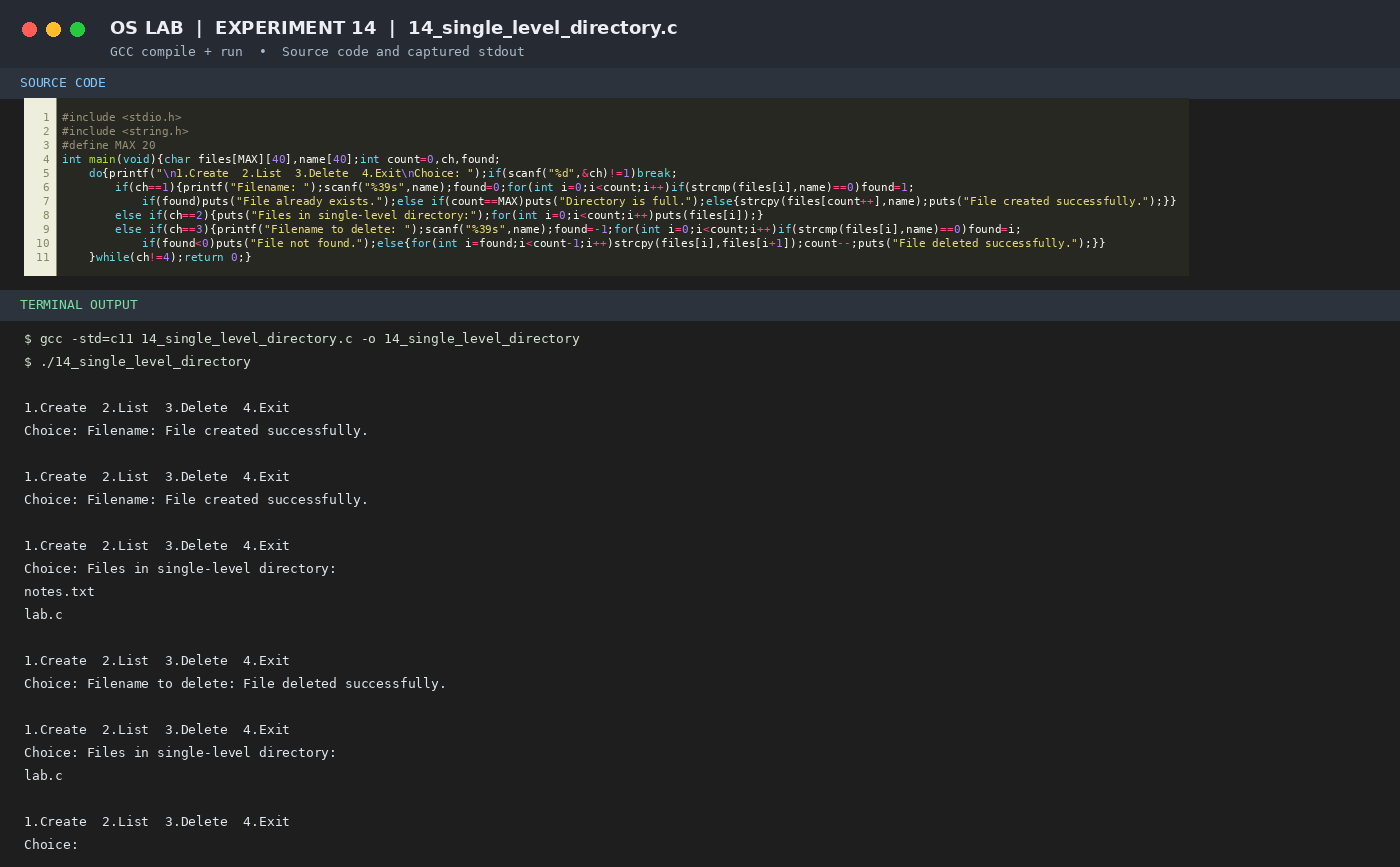 OS LAB | EXPERIMENT 14 | 14_single_level_directory.c
GCC compile + run • Source code and captured stdout
SOURCE CODE
1 #include <stdio.h>
2 #include <string.h>
3 #define MAX 20
4 int main(void){char files[MAX][40],name[40];int count=0,ch,found;
5     do{printf("\n1.Create  2.List  3.Delete  4.Exit\nChoice: ");if(scanf("%d",&ch)!=1)break;
6         if(ch==1){printf("Filename: ");scanf("%39s",name);found=0;for(int i=0;i<count;i++)if(strcmp(files[i],name)==0)found=1;
7             if(found)puts("File already exists.");else if(count==MAX)puts("Directory is full.");else{strcpy(files[count++],name);puts("File created successfully.");}}
8         else if(ch==2){puts("Files in single-level directory:");for(int i=0;i<count;i++)puts(files[i]);}
9         else if(ch==3){printf("Filename to delete: ");scanf("%39s",name);found=-1;for(int i=0;i<count;i++)if(strcmp(files[i],name)==0)found=i;
10             if(found<0)puts("File not found.");else{for(int i=found;i<count-1;i++)strcpy(files[i],files[i+1]);count--;puts("File deleted successfully.");}}
11     }while(ch!=4);return 0;}
TERMINAL OUTPUT
$ gcc -std=c11 14_single_level_directory.c -o 14_single_level_directory
$ ./14_single_level_directory
1.Create  2.List  3.Delete  4.Exit
Choice: Filename: File created successfully.
1.Create  2.List  3.Delete  4.Exit
Choice: Filename: File created successfully.
1.Create  2.List  3.Delete  4.Exit
Choice: Files in single-level directory:
notes.txt
lab.c
1.Create  2.List  3.Delete  4.Exit
Choice: Filename to delete: File deleted successfully.
1.Create  2.List  3.Delete  4.Exit
Choice: Files in single-level directory:
lab.c
1.Create  2.List  3.Delete  4.Exit
Choice: